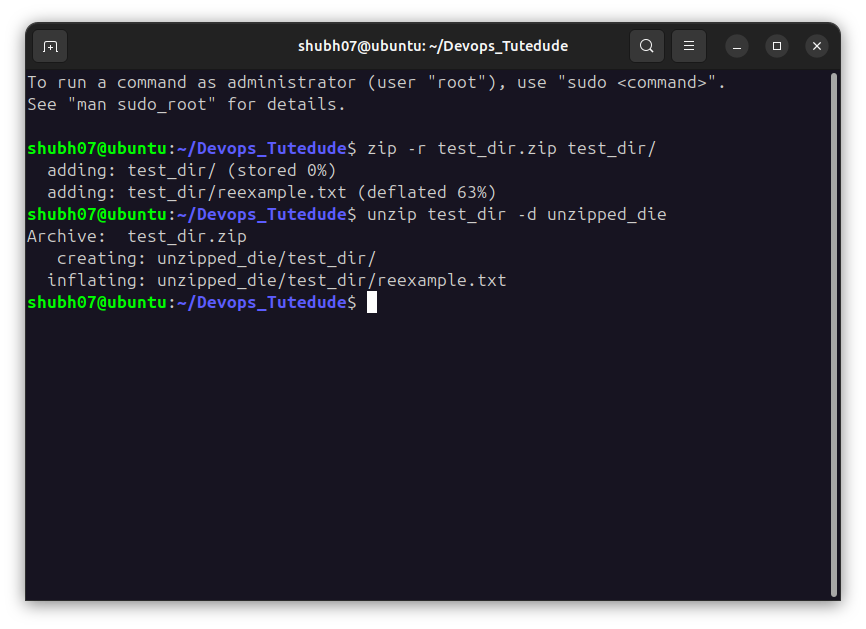 shubh07@ubuntu: ~/Devops_Tutedude
To run a command as administrator (user "root"), use "sudo <command>".
See "man sudo_root" for details.
shubh07@ubuntu:~/Devops_Tutedude$ zip -r test_dir.zip test_dir/
  adding: test_dir/ (stored 0%)
  adding: test_dir/reexample.txt (deflated 63%)
shubh07@ubuntu:~/Devops_Tutedude$ unzip test_dir -d unzipped_die
Archive:  test_dir.zip
   creating: unzipped_die/test_dir/
  inflating: unzipped_die/test_dir/reexample.txt
shubh07@ubuntu:~/Devops_Tutedude$